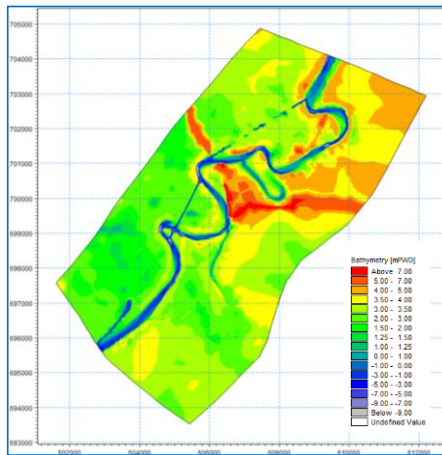 705000
704000
703000
702000
701000
700000
699000
698000
697000
696000
695000
694000
693000
Bathymetry [mPWD]
Above 7.00
5.00 - 7.00
4.00 - 5.00
3.50 - 4.00
3.00 - 3.50
2.00 - 3.00
1.50 - 2.00
1.25 - 1.50
1.00 - 1.25
0.00 - 1.00
-1.00 - 0.00
-3.00 - -1.00
-5.00 - -3.00
-7.00 - -5.00
-9.00 - -7.00
Below -9.00
Undefined Value
602000 604000 606000 608000 610000 612000